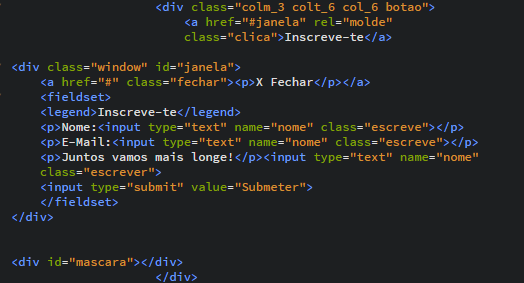 <div class="colm_3 colt_6 col_6 botao">
<a href="#janela" rel="molde"
class="clica">Inscreve-te</a>
<div class="window" id="janela">
<a href="#" class="fechar"><p>X Fechar</p></a>
<fieldset>
<legend>Inscreve-te</legend>
<p>Nome:<input type="text" name="nome" class="escreve"></p>
<p>E-Mail:<input type="text" name="nome" class="escreve"></p>
<p>Juntos vamos mais longe!</p><input type="text" name="nome"
class="escrever">
<input type="submit" value="Submeter">
</fieldset>
</div>
<div id="mascara"></div>
</div>